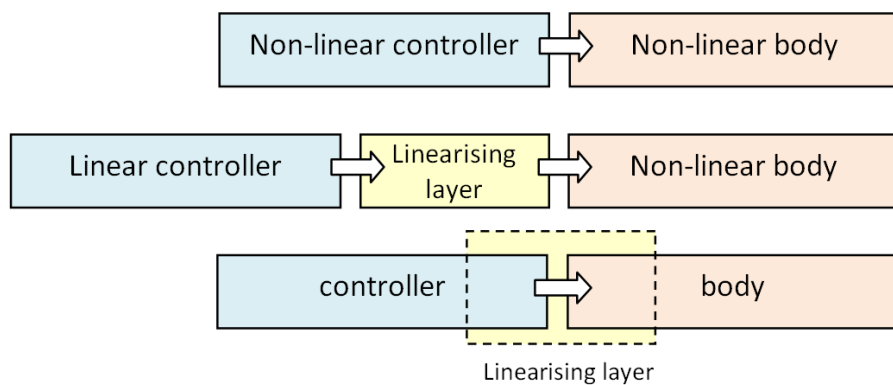 Non-linear controller
Non-linear body
Linear controller
Linearising
layer
Non-linear body
controller
body
Linearising layer